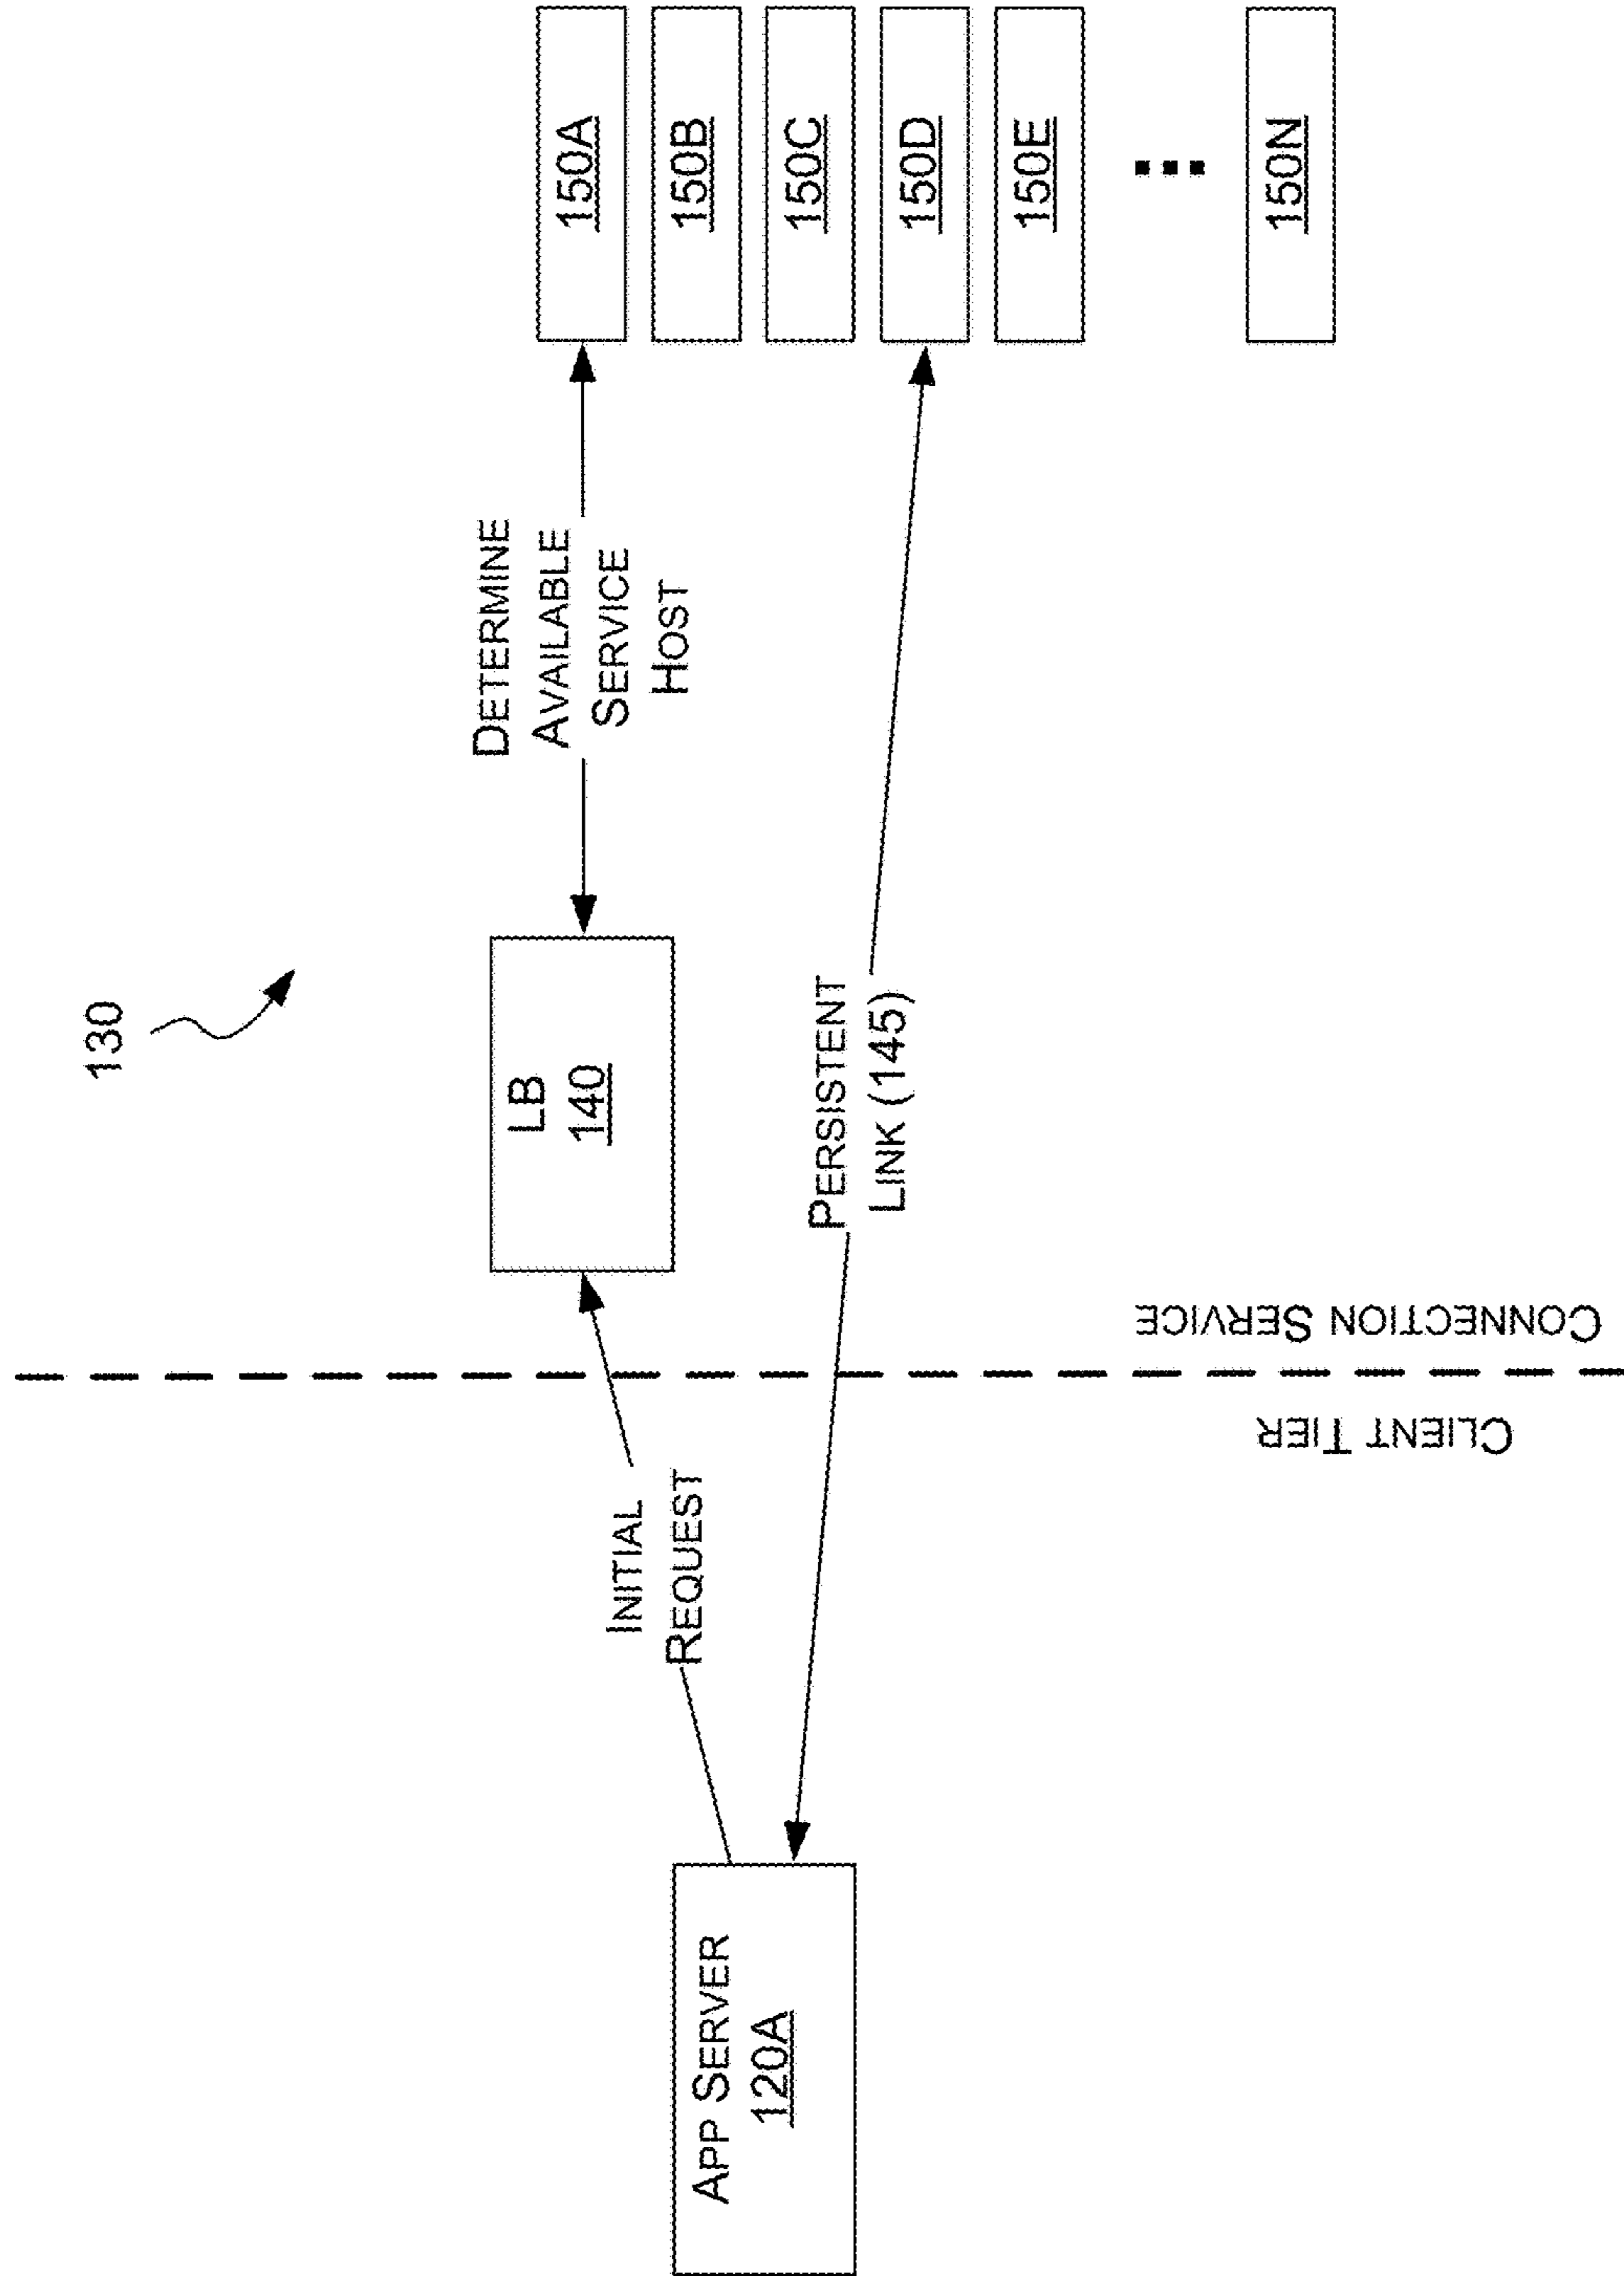 130
APP SERVER
120A
INITIAL
REQUEST
LB
140
DETERMINE
AVAILABLE
SERVICE
HOST
PERSISTENT
LINK (145)
150A
150B
150C
150D
150E
150N
CLIENT TIER
CONNECTION SERVICE